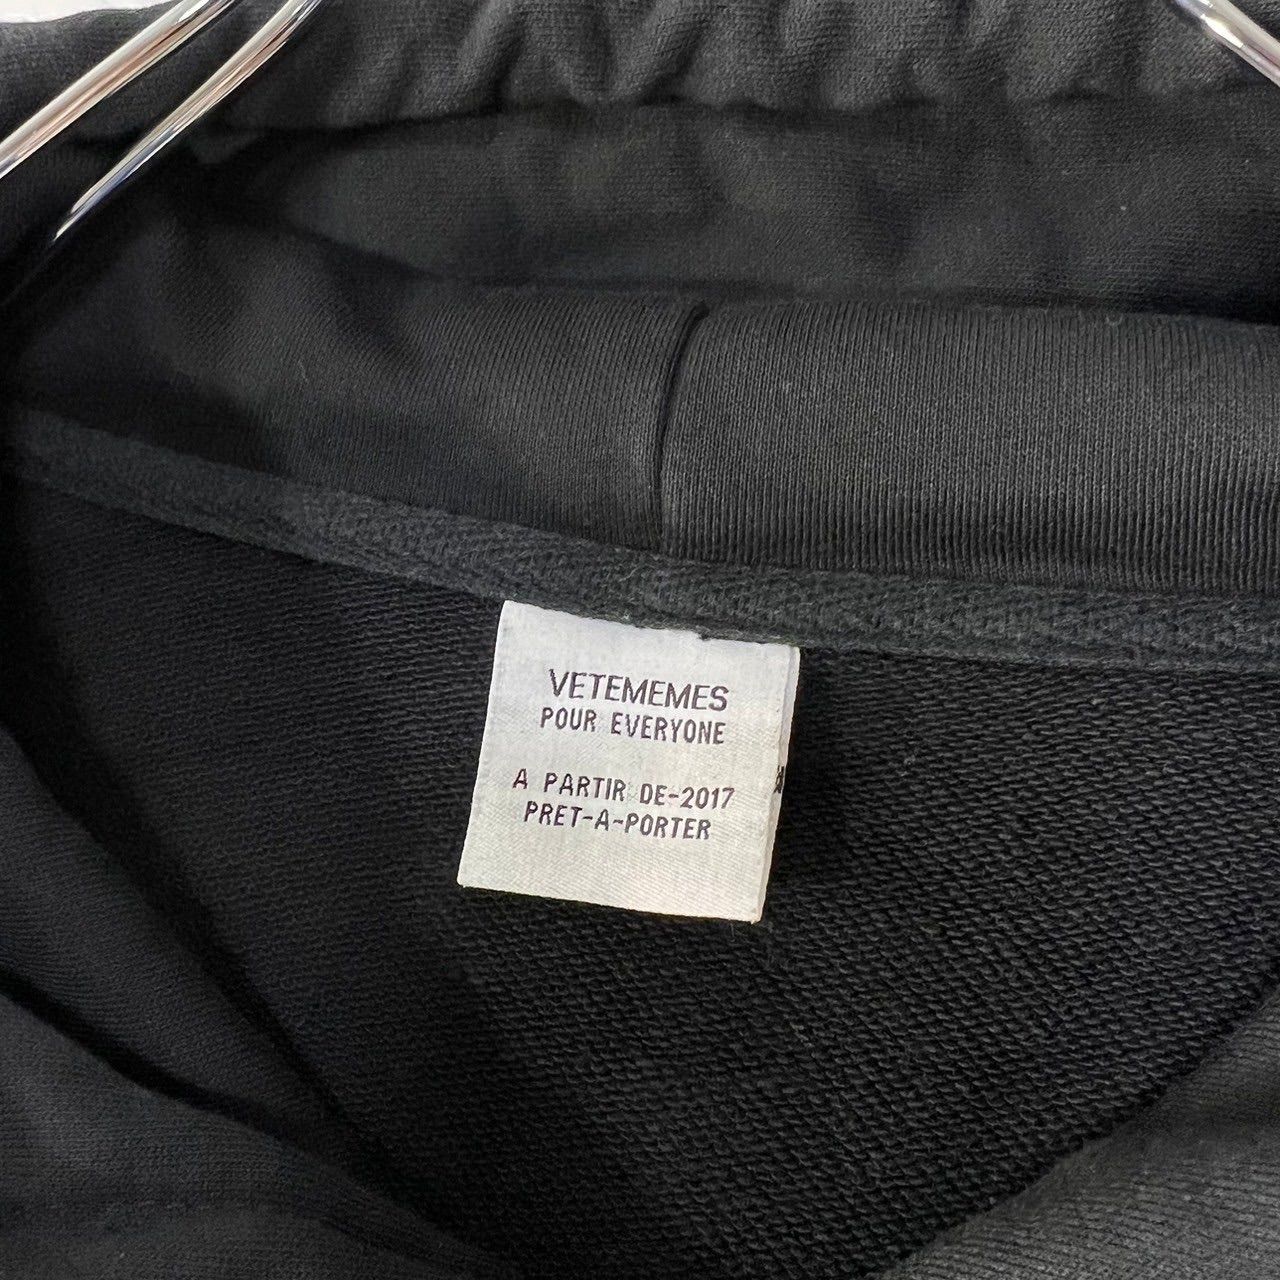 VETEMEMES
POUR EVERYONE
A PARTIR DE-2017
PRET-A-PORTER